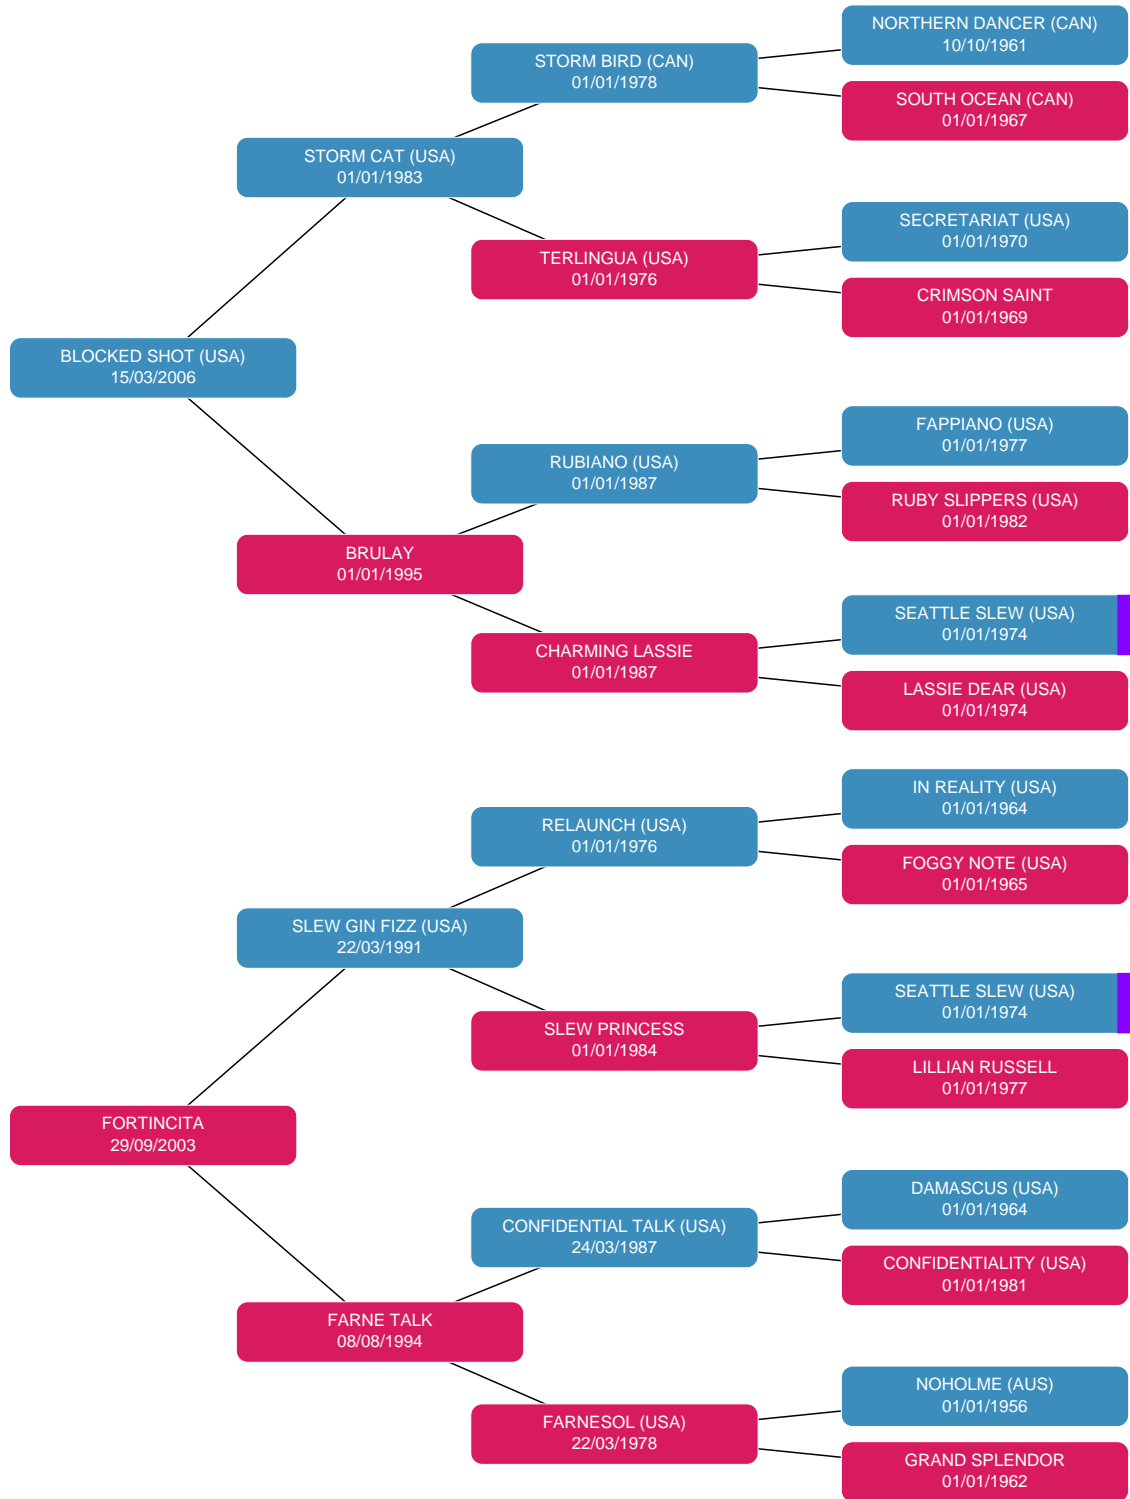 NORTHERN DANCER (CAN)
10/10/1961
STORM BIRD (CAN)
01/01/1978
SOUTH OCEAN (CAN)
01/01/1967
STORM CAT (USA)
01/01/1983
SECRETARIAT (USA)
01/01/1970
TERLINGUA (USA)
01/01/1976
CRIMSON SAINT
01/01/1969
BLOCKED SHOT (USA)
15/03/2006
FAPPIANO (USA)
01/01/1977
RUBIANO (USA)
01/01/1987
RUBY SLIPPERS (USA)
01/01/1982
BRULAY
01/01/1995
SEATTLE SLEW (USA)
01/01/1974
CHARMING LASSIE
01/01/1987
LASSIE DEAR (USA)
01/01/1974
IN REALITY (USA)
01/01/1964
RELAUNCH (USA)
01/01/1976
FOGGY NOTE (USA)
01/01/1965
SLEW GIN FIZZ (USA)
22/03/1991
SEATTLE SLEW (USA)
01/01/1974
SLEW PRINCESS
01/01/1984
LILLIAN RUSSELL
01/01/1977
FORTINCITA
29/09/2003
DAMASCUS (USA)
01/01/1964
CONFIDENTIAL TALK (USA)
24/03/1987
CONFIDENTIALITY (USA)
01/01/1981
FARNE TALK
08/08/1994
NOHOLME (AUS)
01/01/1956
FARNESOL (USA)
22/03/1978
GRAND SPLENDOR
01/01/1962